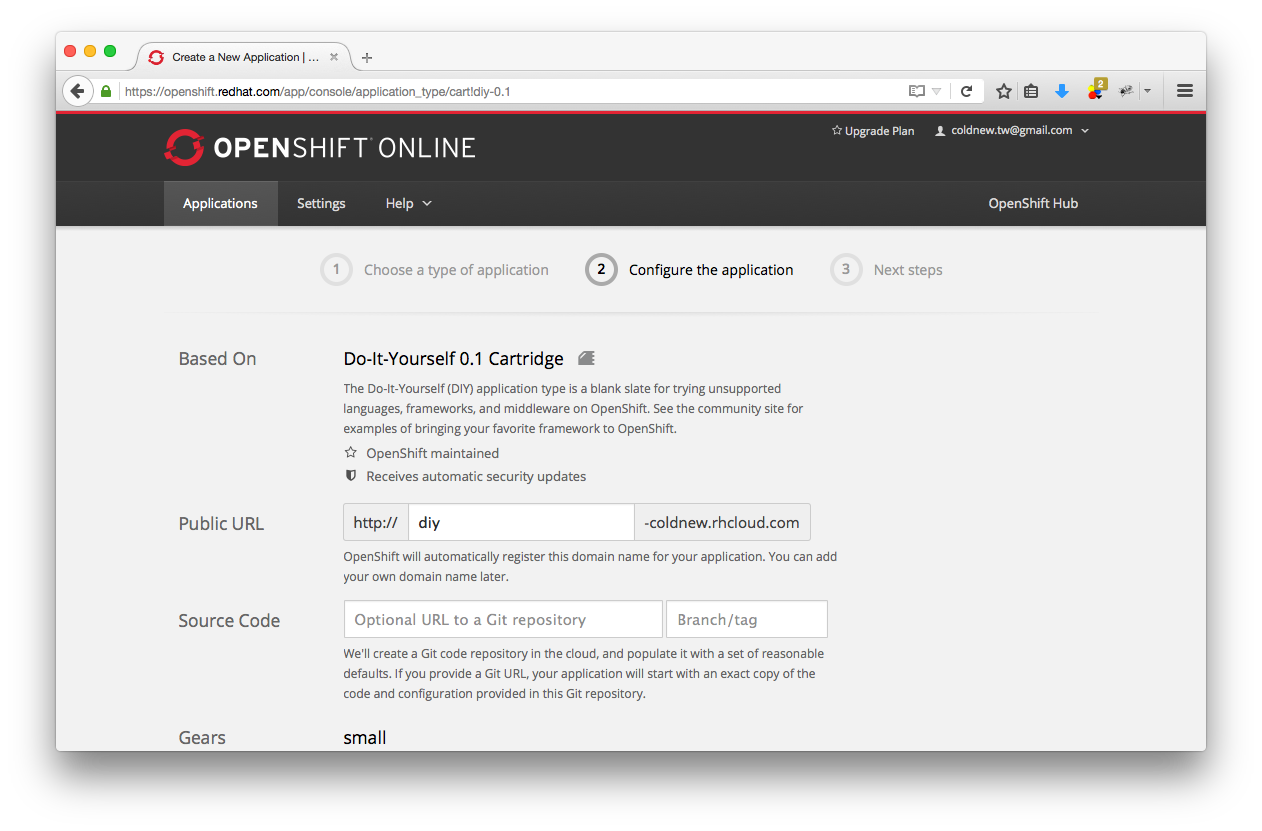 Create a New Application | ...
https://openshift.redhat.com/app/console/application_type/cart!diy-0.1
2
OPENSHIFT ONLINE
Upgrade Plan
coldnew.tw@gmail.com
Applications
Settings
Help
OpenShift Hub
1 Choose a type of application
2 Configure the application
3 Next steps
Based On
Do-It-Yourself 0.1 Cartridge
The Do-It-Yourself (DIY) application type is a blank slate for trying unsupported
languages, frameworks, and middleware on OpenShift. See the community site for
examples of bringing your favorite framework to OpenShift.
OpenShift maintained
Receives automatic security updates
Public URL
http:// diy -coldnew.rhcloud.com
OpenShift will automatically register this domain name for your application. You can add
your own domain name later.
Source Code
Optional URL to a Git repository
Branch/tag
We'll create a Git code repository in the cloud, and populate it with a set of reasonable
defaults. If you provide a Git URL, your application will start with an exact copy of the
code and configuration provided in this Git repository.
Gears
small